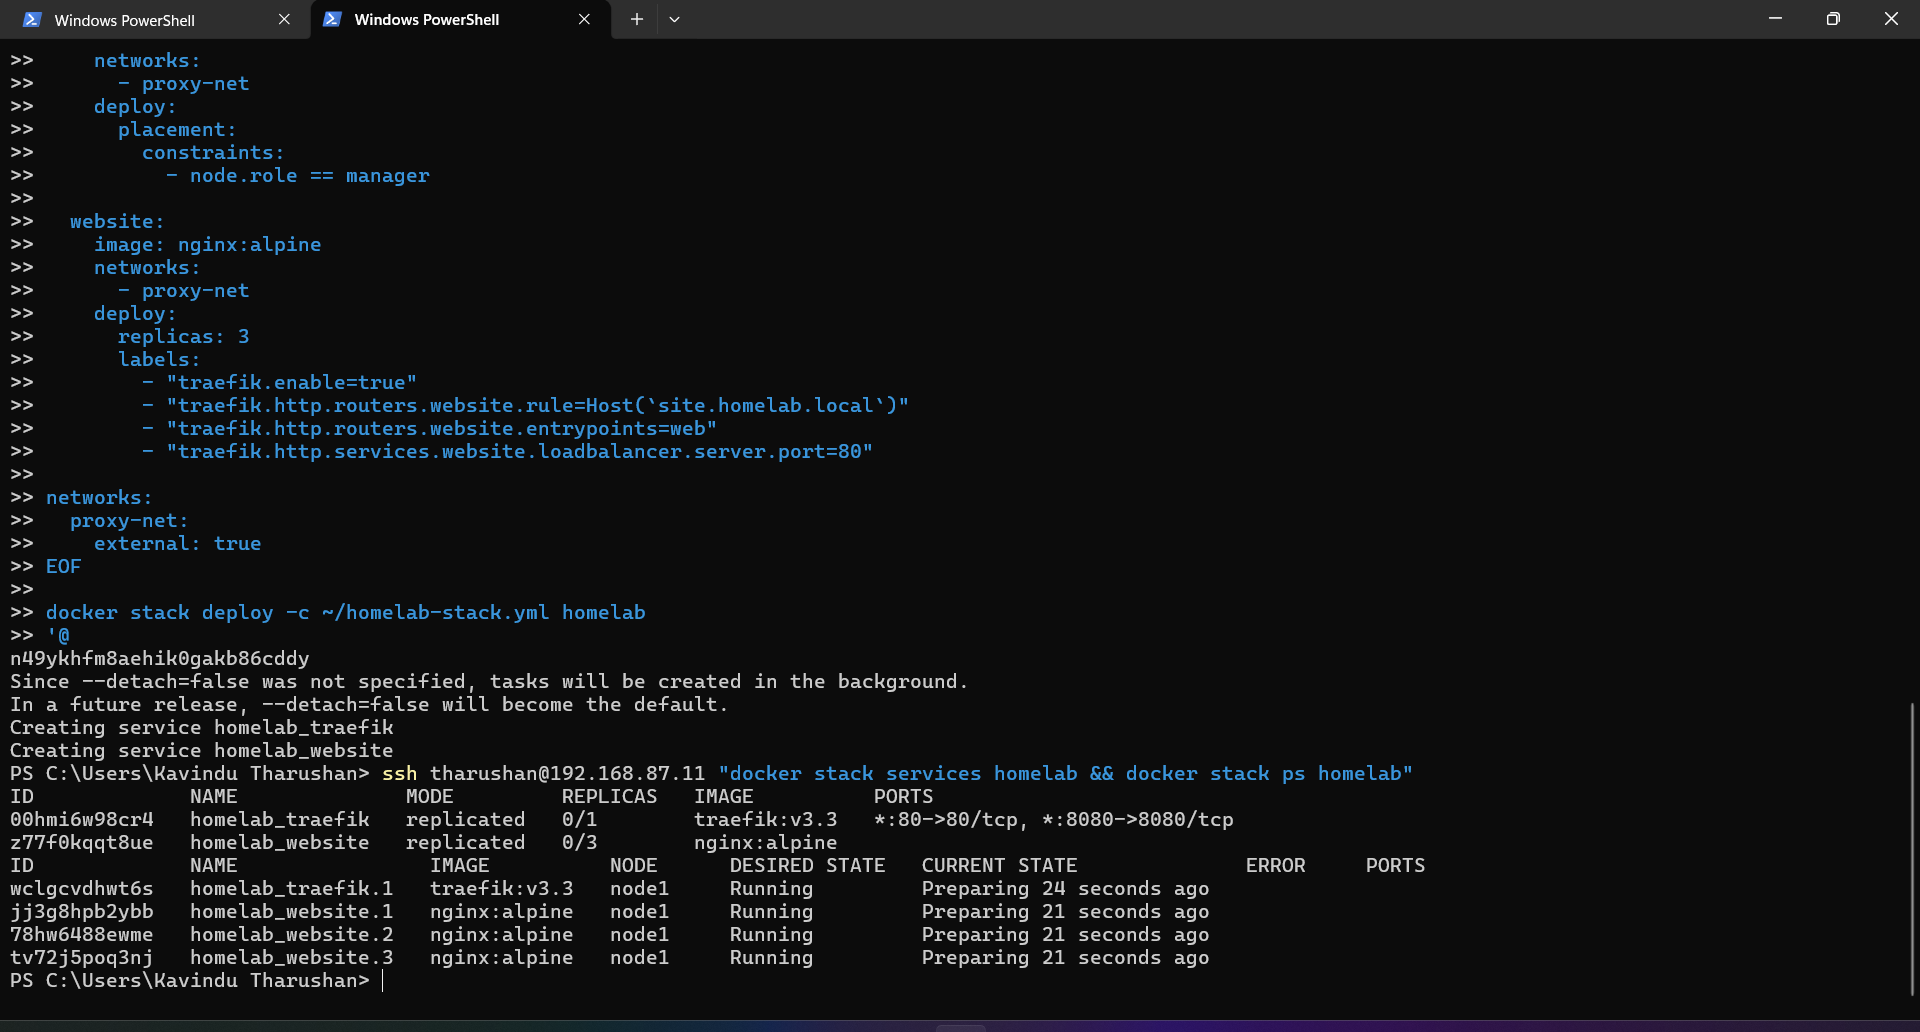 Windows PowerShell
Windows PowerShell
>>     networks:
>>       - proxy-net
>>     deploy:
>>       placement:
>>         constraints:
>>           - node.role == manager
>>
>>   website:
>>     image: nginx:alpine
>>     networks:
>>       - proxy-net
>>     deploy:
>>       replicas: 3
>>       labels:
>>         - "traefik.enable=true"
>>         - "traefik.http.routers.website.rule=Host(`site.homelab.local`)"
>>         - "traefik.http.routers.website.entrypoints=web"
>>         - "traefik.http.services.website.loadbalancer.server.port=80"
>>
>> networks:
>>   proxy-net:
>>     external: true
>> EOF
>>
>> docker stack deploy -c ~/homelab-stack.yml homelab
>> '@
n49ykhfm8aehik0gakb86cddy
Since --detach=false was not specified, tasks will be created in the background.
In a future release, --detach=false will become the default.
Creating service homelab_traefik
Creating service homelab_website
PS C:\Users\Kavindu Tharushan> ssh tharushan@192.168.87.11 "docker stack services homelab && docker stack ps homelab"
ID             NAME              MODE         REPLICAS   IMAGE          PORTS
00hmi6w98cr4   homelab_traefik   replicated   0/1        traefik:v3.3   *:80->80/tcp, *:8080->8080/tcp
z77f0kqqt8ue   homelab_website   replicated   0/3        nginx:alpine
ID             NAME                IMAGE          NODE      DESIRED STATE   CURRENT STATE              ERROR     PORTS
wclgcvdhwt6s   homelab_traefik.1   traefik:v3.3   node1     Running         Preparing 24 seconds ago
jj3g8hpb2ybb   homelab_website.1   nginx:alpine   node1     Running         Preparing 21 seconds ago
78hw6488ewme   homelab_website.2   nginx:alpine   node1     Running         Preparing 21 seconds ago
tv72j5poq3nj   homelab_website.3   nginx:alpine   node1     Running         Preparing 21 seconds ago
PS C:\Users\Kavindu Tharushan>